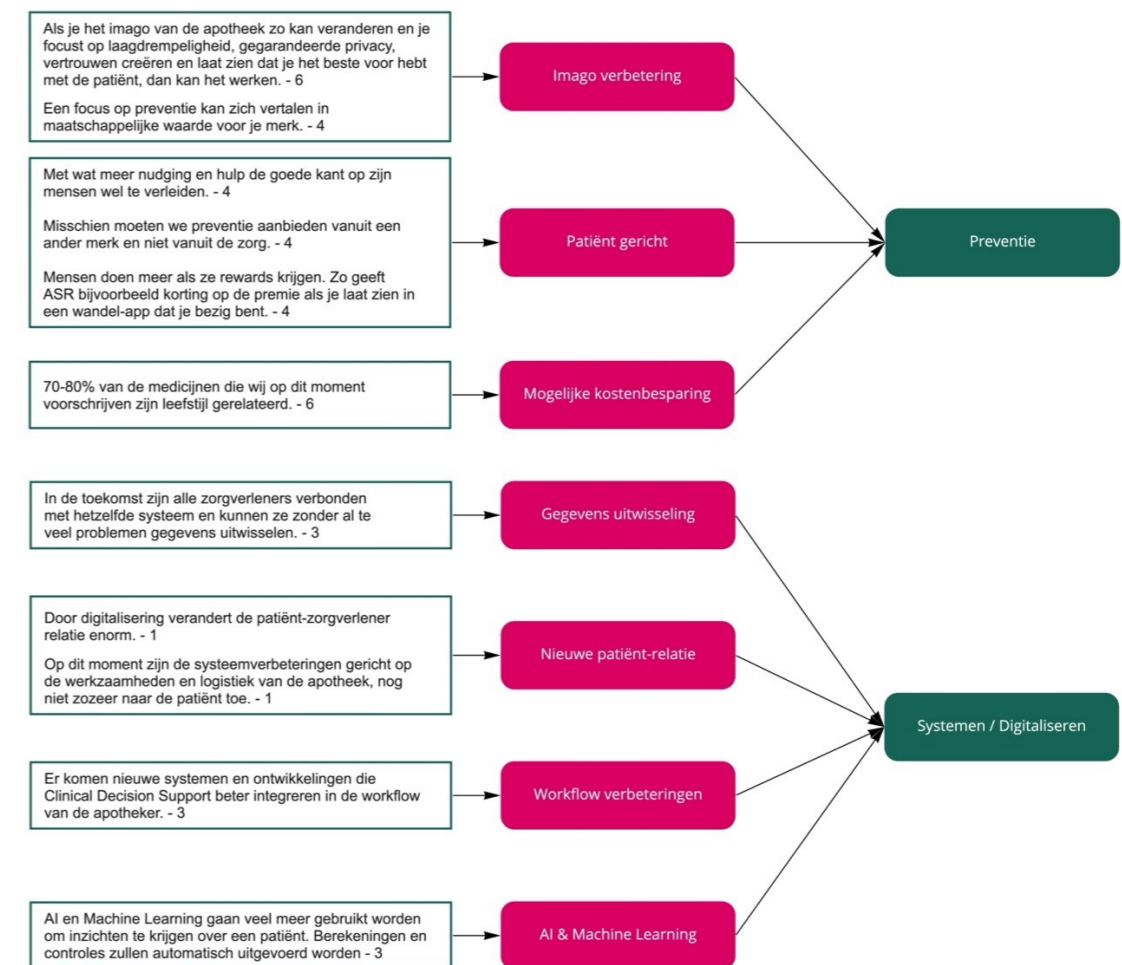 Als je het imago van de apotheek zo kan veranderen en je
focust op laagdrempeligheid, gegarandeerde privacy,
vertrouwen creëren en laat zien dat je het beste voor hebt
met de patiënt, dan kan het werken. - 6
Een focus op preventie kan zich vertalen in
maatschappelijke waarde voor je merk. - 4
Imago verbetering
Met wat meer nudging en hulp de goede kant op zijn
mensen wel te verleiden. - 4
Misschien moeten we preventie aanbieden vanuit een
ander merk en niet vanuit de zorg. - 4
Mensen doen meer als ze rewards krijgen. Zo geeft
ASR bijvoorbeeld korting op de premie als je laat zien in
een wandel-app dat je bezig bent. - 4
Patiënt gericht
Preventie
70-80% van de medicijnen die wij op dit moment
voorschrijven zijn leefstijl gerelateerd. - 6
Mogelijke kostenbesparing
In de toekomst zijn alle zorgverleners verbonden
met hetzelfde systeem en kunnen ze zonder al te
veel problemen gegevens uitwisselen. - 3
Gegevens uitwisseling
Door digitalisering verandert de patiënt-zorgverlener
relatie enorm. - 1
Op dit moment zijn de systeemverbeteringen gericht op
de werkzaamheden en logistiek van de apotheek, nog
niet zozeer naar de patiënt toe. - 1
Nieuwe patiënt-relatie
Systemen / Digitaliseren
Er komen nieuwe systemen en ontwikkelingen die
Clinical Decision Support beter integreren in de workflow
van de apotheker. - 3
Workflow verbeteringen
AI en Machine Learning gaan veel meer gebruikt worden
om inzichten te krijgen over een patiënt. Berekeningen en
controles zullen automatisch uitgevoerd worden - 3
AI & Machine Learning